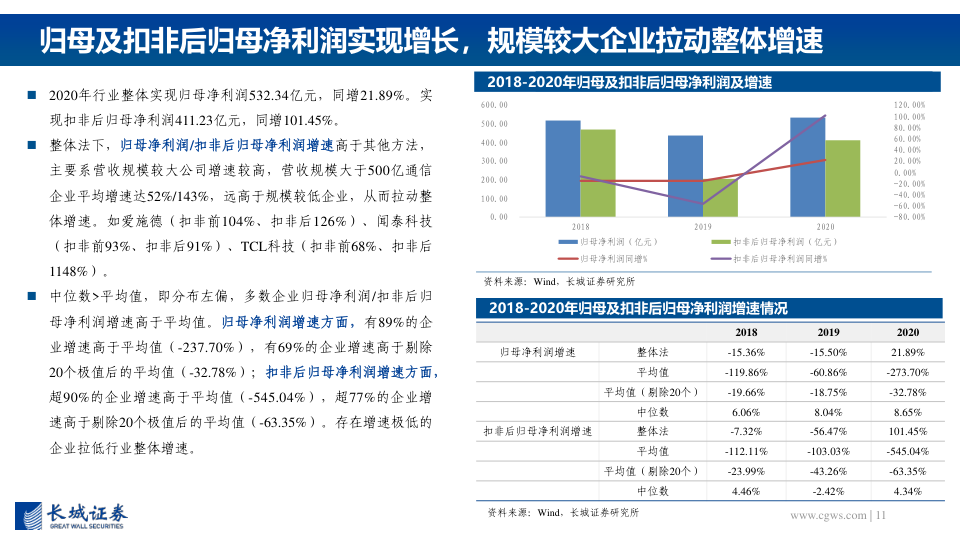 归母及扣非后归母净利润实现增长，规模较大企业拉动整体增速
2020年行业整体实现归母净利润532.34亿元，同增21.89%。实
现扣非后归母净利润411.23亿元，同增101.45%。
整体法下，归母净利润/扣非后归母净利润增速高于其他方法，
主要系营收规模较大公司增速较高，营收规模大于500亿通信
企业平均增速达52%/143%，远高于规模较低企业，从而拉动整
体增速。如爱施德（扣非前104%、扣非后126%）、闻泰科技
（扣非前93%、扣非后91%）、TCL科技（扣非前68%、扣非后
1148%）。
中位数>平均值，即分布左偏，多数企业归母净利润/扣非后归
母净利润增速高于平均值。归母净利润增速方面，有89%的企
业增速高于平均值（-237.70%），有69%的企业增速高于剔除
20个极值后的平均值（-32.78%）；扣非后归母净利润增速方面，
超90%的企业增速高于平均值（-545.04%），超77%的企业增
速高于剔除20个极值后的平均值（-63.35%）。存在增速极低的
企业拉低行业整体增速。
2018-2020年归母及扣非后归母净利润及增速
600.00
500.00
400.00
300.00
200.00
100.00
0.00
120.00%
100.00%
80.00%
60.00%
40.00%
20.00%
0.00%
-20.00%
-40.00%
-60.00%
-80.00%
2018 2019 2020
归母净利润（亿元） 扣非后归母净利润（亿元）
归母净利润同增% 扣非后归母净利润同增%
资料来源：Wind，长城证券研究所
2018-2020年归母及扣非后归母净利润增速情况
2018 2019 2020
归母净利润增速 整体法 -15.36% -15.50% 21.89%
平均值 -119.86% -60.86% -273.70%
平均值（剔除20个） -19.66% -18.75% -32.78%
中位数 6.06% 8.04% 8.65%
扣非后归母净利润增速 整体法 -7.32% -56.47% 101.45%
平均值 -112.11% -103.03% -545.04%
平均值（剔除20个） -23.99% -43.26% -63.35%
中位数 4.46% -2.42% 4.34%
资料来源：Wind，长城证券研究所
长城证券
GREAT WALL SECURITIES
www.cgws.com | 11